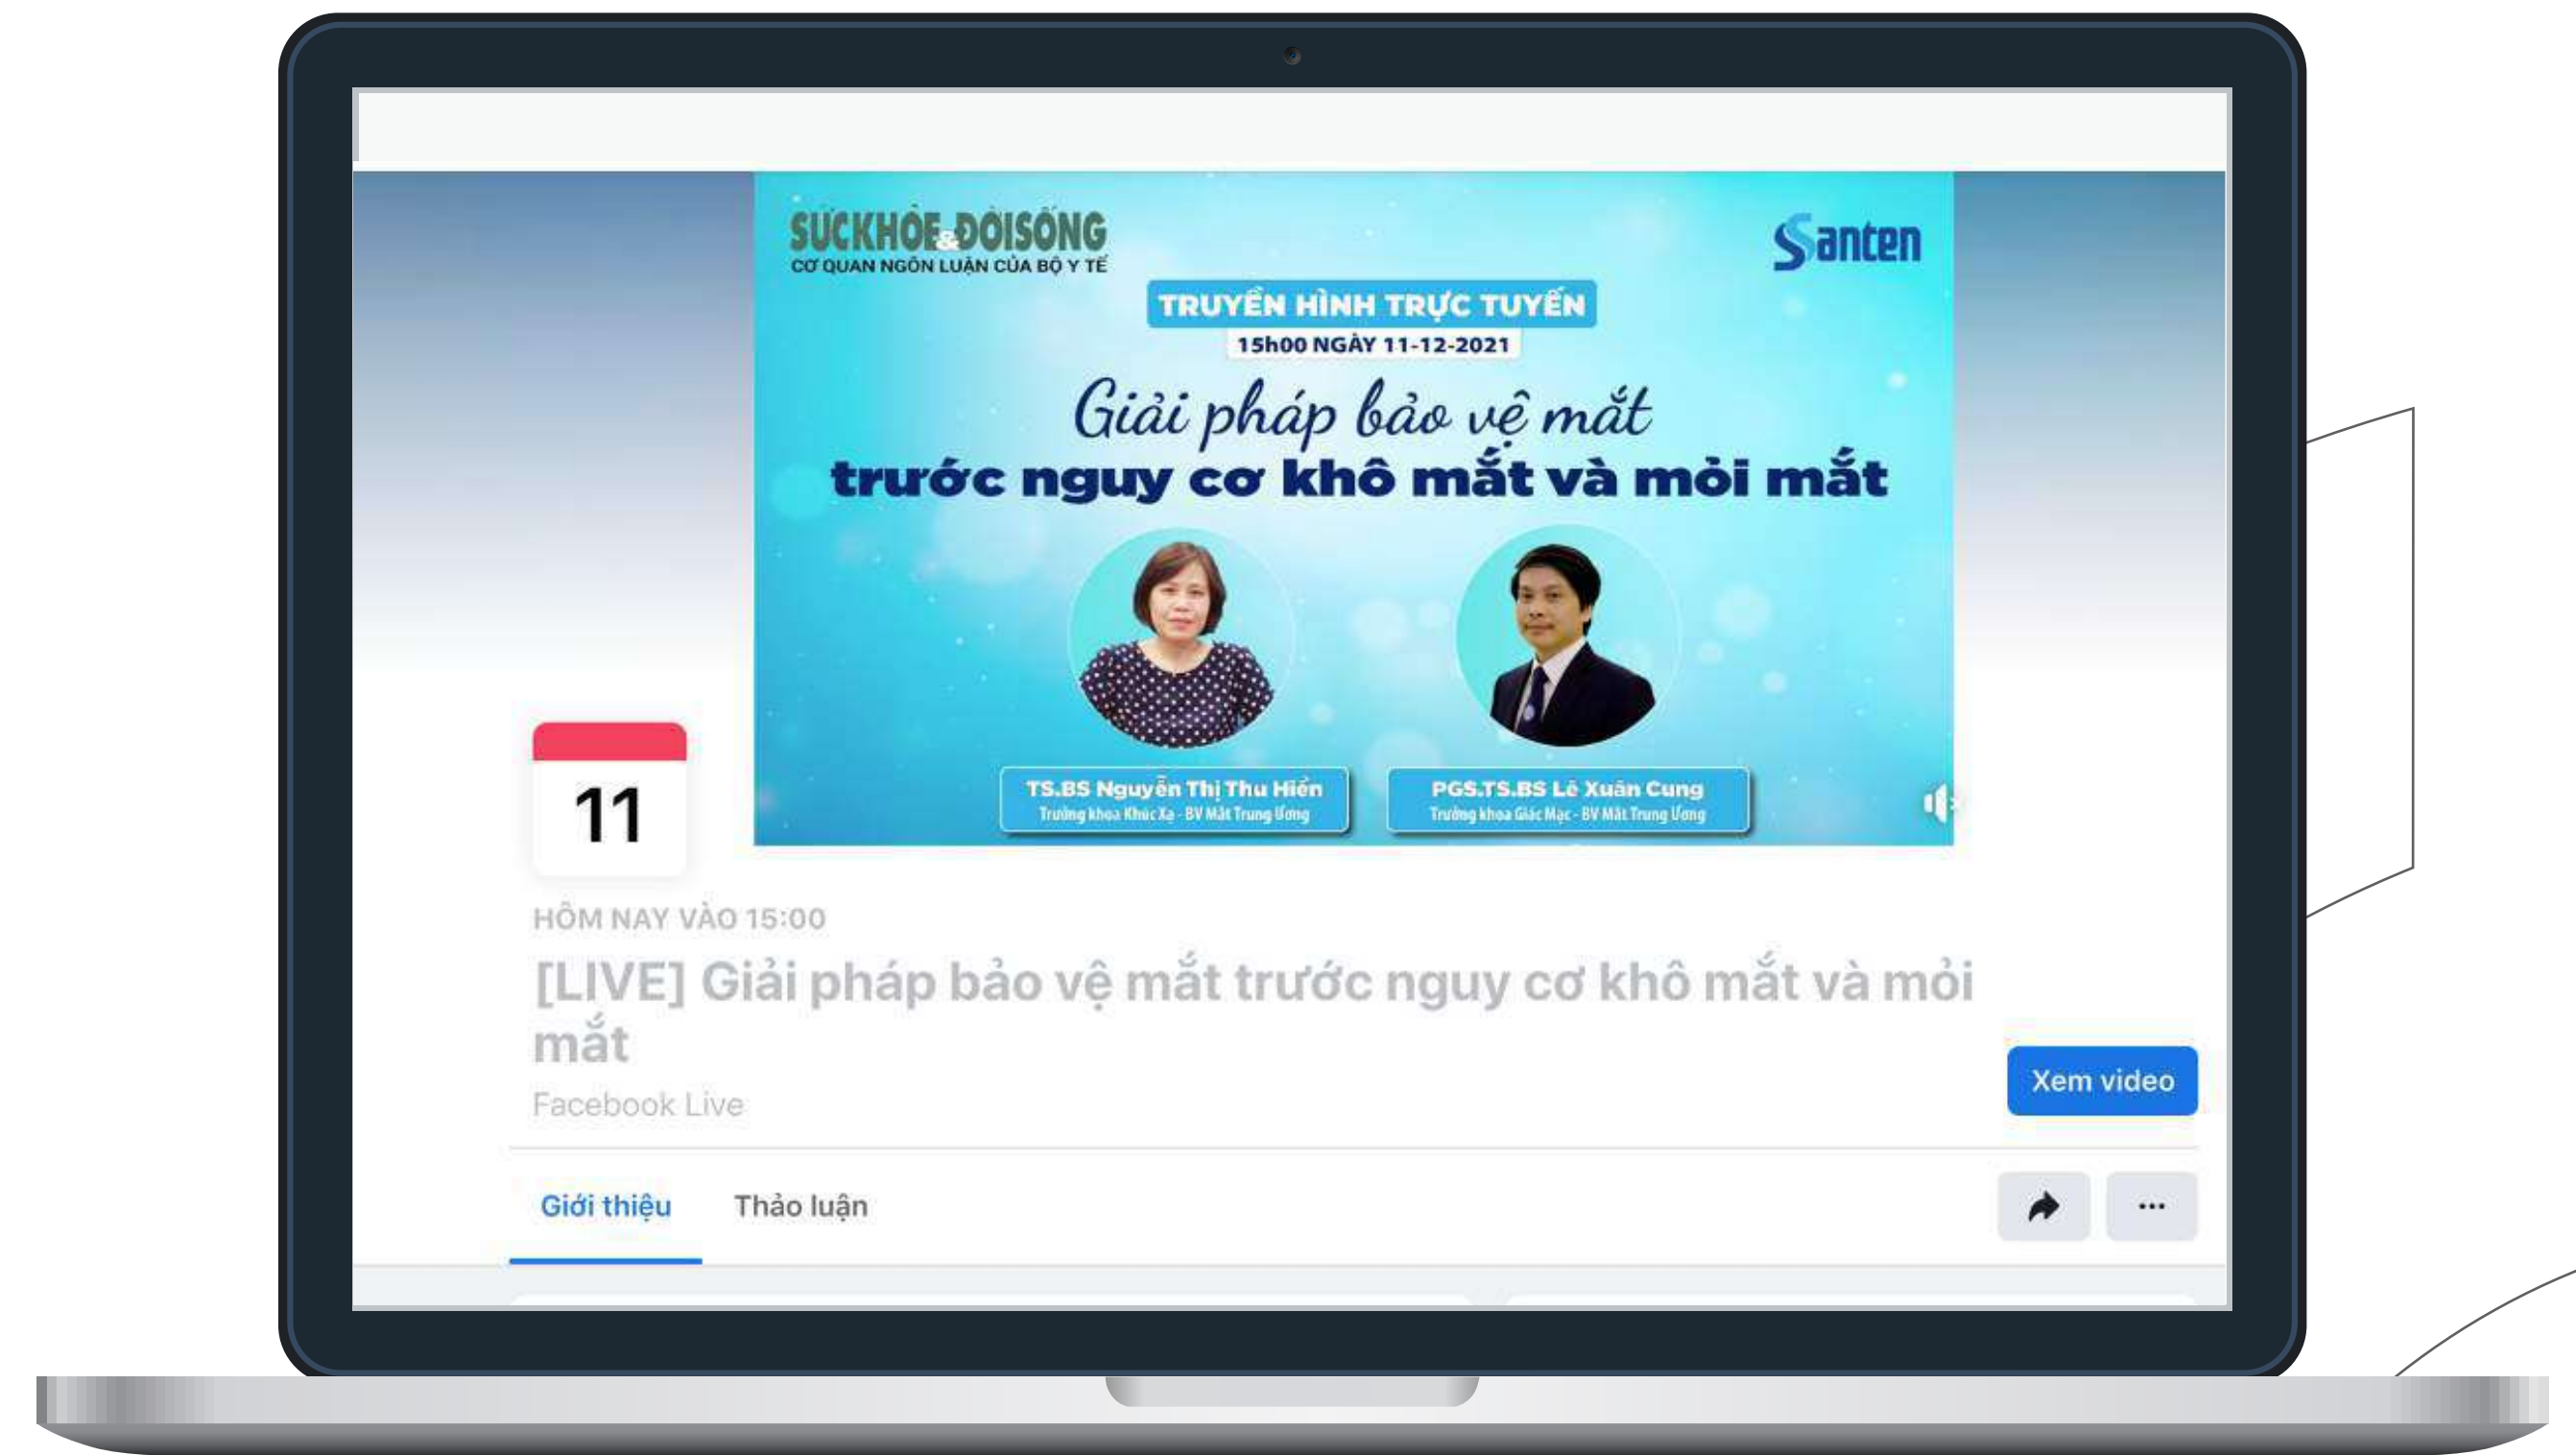 SỨCKHỎE&ĐỜISỐNG
CƠ QUAN NGÔN LUẬN CỦA BỘ Y TẾ
Santen
TRUYỀN HÌNH TRỰC TUYẾN
15h00 NGÀY 11-12-2021
Giải pháp bảo vệ mắt
trước nguy cơ khô mắt và mỏi mắt
TS.BS Nguyễn Thị Thu Hiền
Trưởng khoa Khúc Xạ - BV Mắt Trung Ương
PGS.TS.BS Lê Xuân Cung
Trưởng khoa Giác Mạc - BV Mắt Trung Ương
11
HÔM NAY VÀO 15:00
[LIVE] Giải pháp bảo vệ mắt trước nguy cơ khô mắt và mỏi
mắt
Facebook Live
Xem video
Giới thiệu
Thảo luận